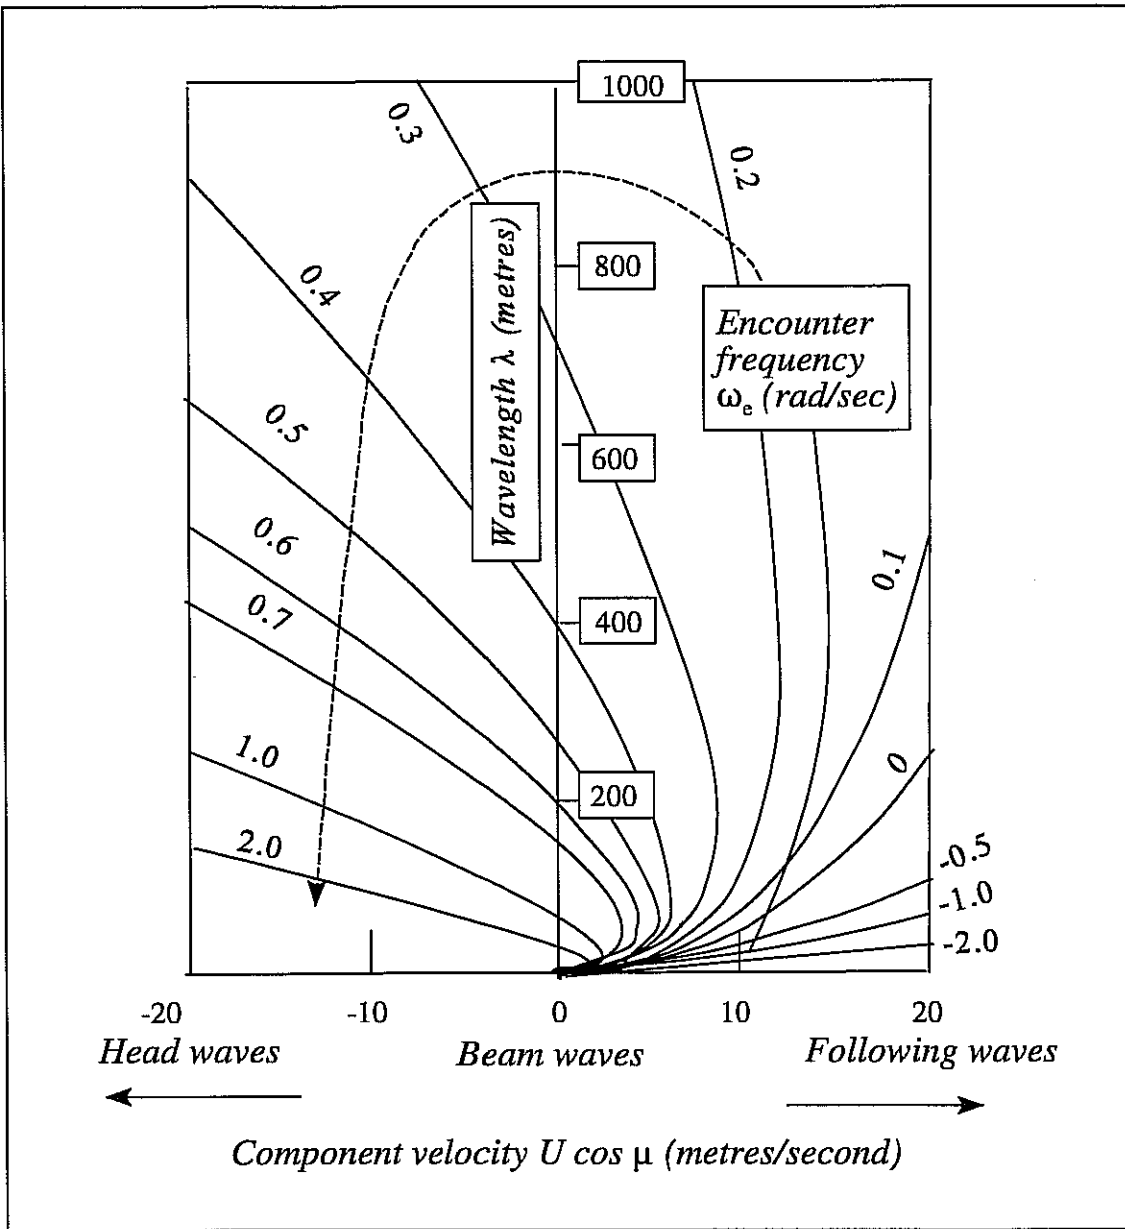 1000
0.3
0.2
800
0.4
Wavelength λ (metres)
Encounter
frequency
ωe (rad/sec)
0.5
600
0.6
0.1
0.7
400
1.0
0
200
2.0
-0.5
-1.0
-2.0
-20 -10 0 10 20
Head waves Beam waves Following waves
Component velocity U cos μ (metres/second)